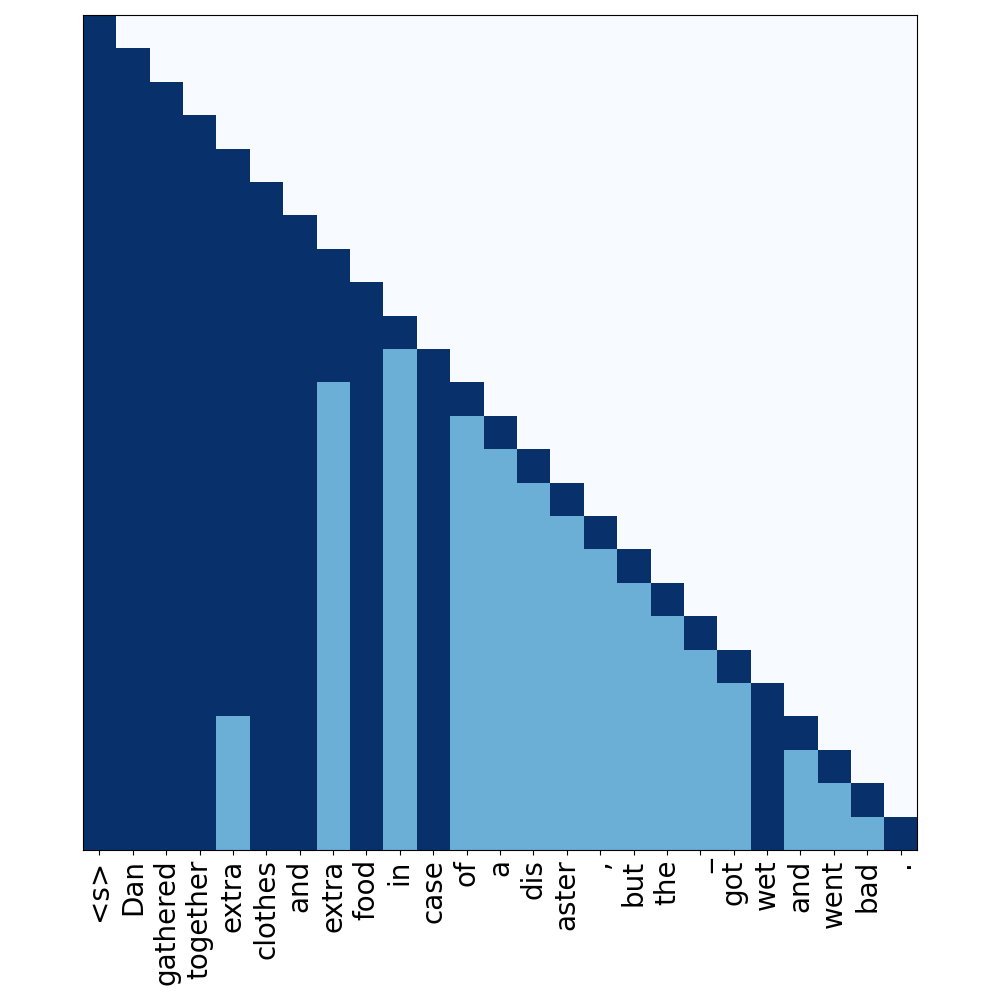 <s>
Dan
gathered
together
extra
clothes
and
extra
food
in
case
of
a
dis
aster
,
but
the
_
got
wet
and
went
bad
.